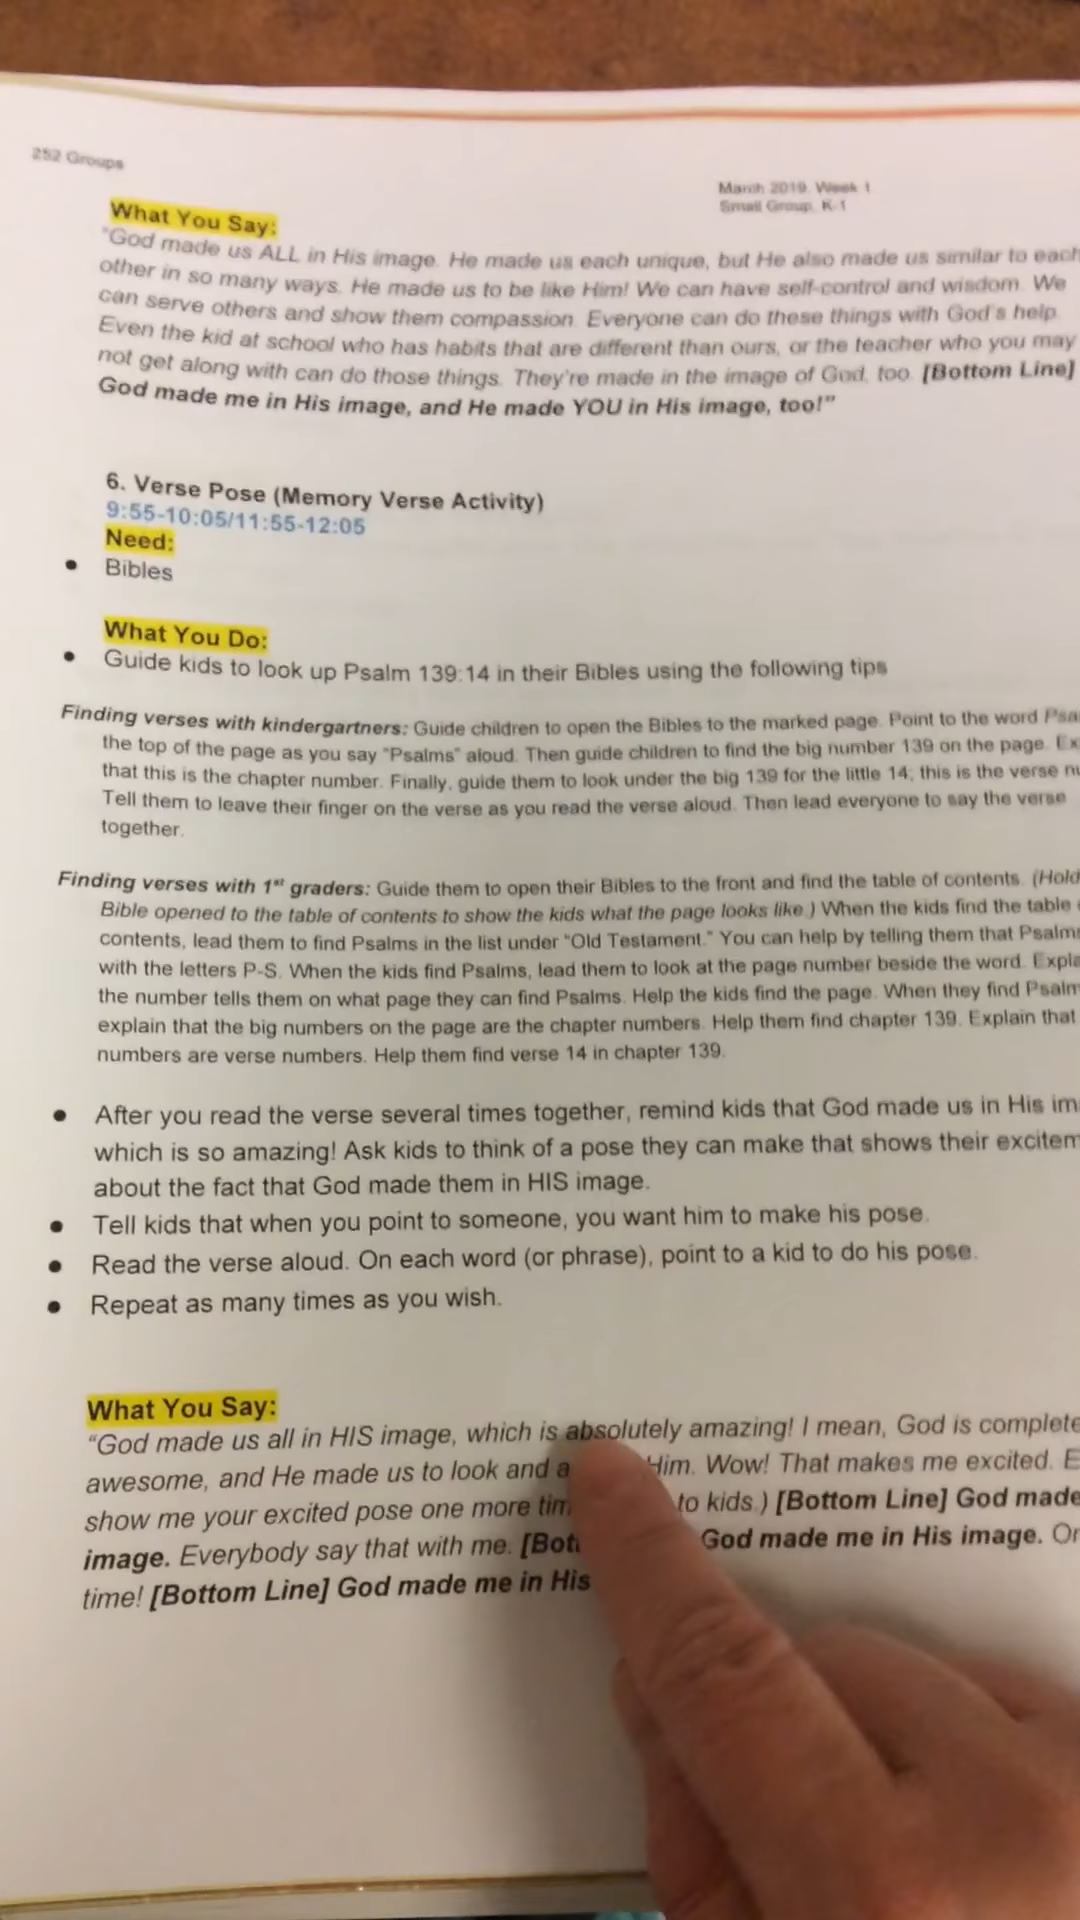 252 Groups
March 2019, Week 1
Small Group, K-1
What You Say:
"God made us ALL in His image. He made us each unique, but He also made us similar to each
other in so many ways. He made us to be like Him! We can have self-control and wisdom. We
can serve others and show them compassion. Everyone can do these things with God's help.
Even the kid at school who has habits that are different than ours, or the teacher who you may
not get along with can do those things. They're made in the image of God, too. [Bottom Line]
God made me in His image, and He made YOU in His image, too!"
6. Verse Pose (Memory Verse Activity)
9:55-10:05/11:55-12:05
Need:
● Bibles
What You Do:
● Guide kids to look up Psalm 139:14 in their Bibles using the following tips
Finding verses with kindergartners: Guide children to open the Bibles to the marked page. Point to the word
the top of the page as you say "Psalms" aloud. Then guide children to find the big number 139 on the page.
that this is the chapter number. Finally, guide them to look under the big 139 for the little 14; this is the verse
Tell them to leave their finger on the verse as you read the verse aloud. Then lead everyone to say the verse
together.
Finding verses with 1st graders: Guide them to open their Bibles to the front and find the table of contents. (Hold
Bible opened to the table of contents to show the kids what the page looks like.) When the kids find the table
contents, lead them to find Psalms in the list under "Old Testament." You can help by telling them that Psalms
with the letters P-S. When the kids find Psalms, lead them to look at the page number beside the word.
the number tells them on what page they can find Psalms. Help the kids find the page. When they find
explain that the big numbers on the page are the chapter numbers. Help them find chapter 139. Explain that
numbers are verse numbers. Help them find verse 14 in chapter 139.
● After you read the verse several times together, remind kids that God made us in His
which is so amazing! Ask kids to think of a pose they can make that shows their
about the fact that God made them in HIS image.
● Tell kids that when you point to someone, you want him to make his pose.
● Read the verse aloud. On each word (or phrase), point to a kid to do his pose.
● Repeat as many times as you wish.
What You Say:
"God made us all in HIS image, which is absolutely amazing! I mean, God is
awesome, and He made us to look and Him. Wow! That makes me excited.
show me your excited pose one more to kids.) [Bottom Line] God made
image. Everybody say that with me. God made me in His image.
time! [Bottom Line] God made me in His